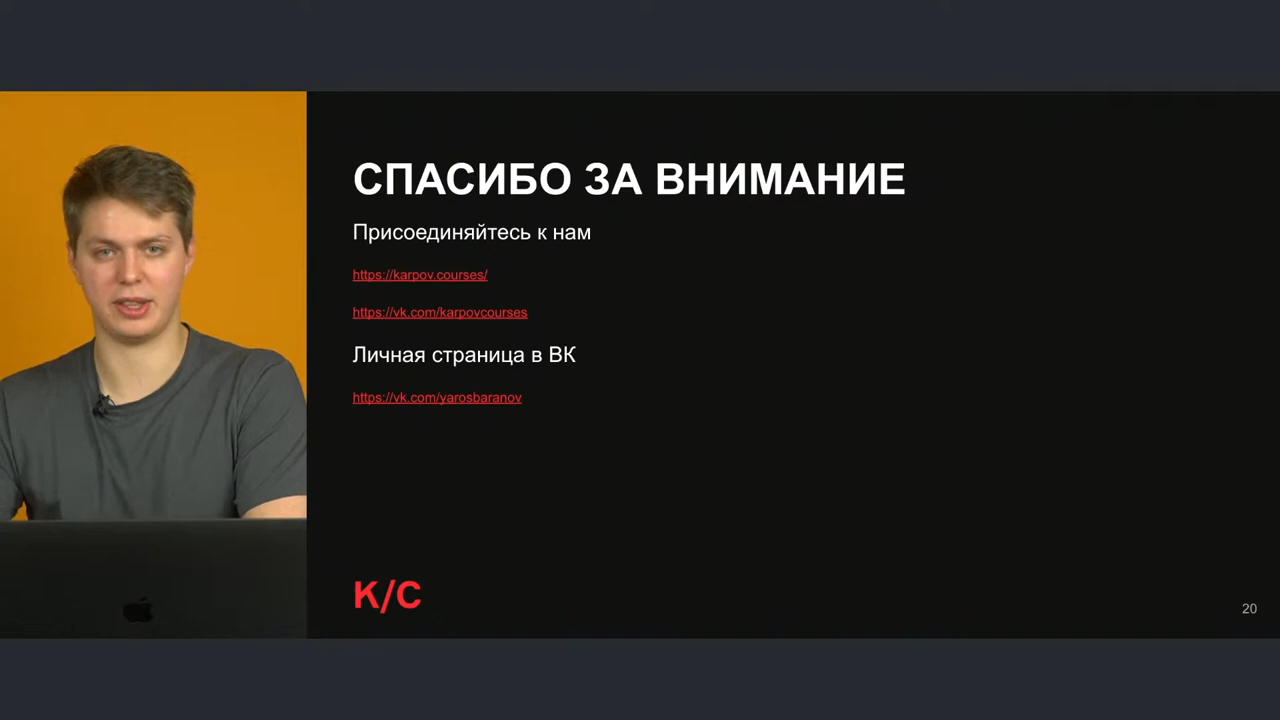 СПАСИБО ЗА ВНИМАНИЕ
Присоединяйтесь к нам
https://karpov.courses/
https://vk.com/karpovcourses
Личная страница в ВК
https://vk.com/yarosbaranov
K/C
20